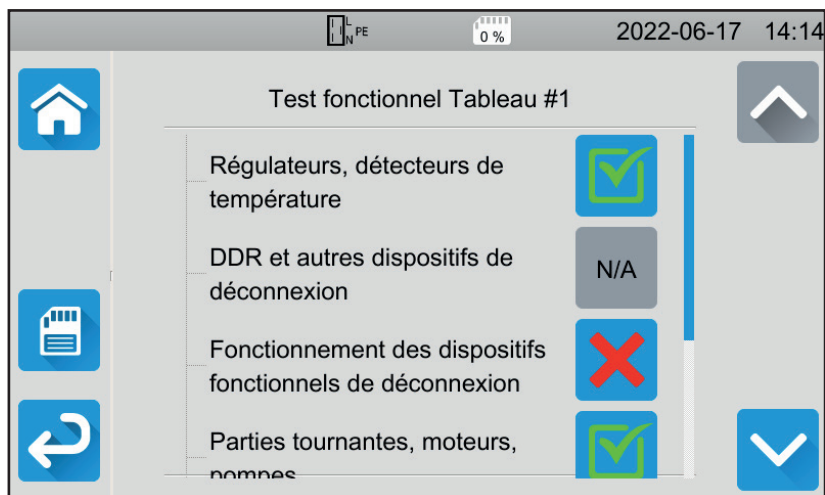 L
N PE
0 %
2022-06-17 14:14
Test fonctionnel Tableau #1
Régulateurs, détecteurs de
température
DDR et autres dispositifs de
déconnexion
N/A
Fonctionnement des dispositifs
fonctionnels de déconnexion
Parties tournantes, moteurs,
pompes